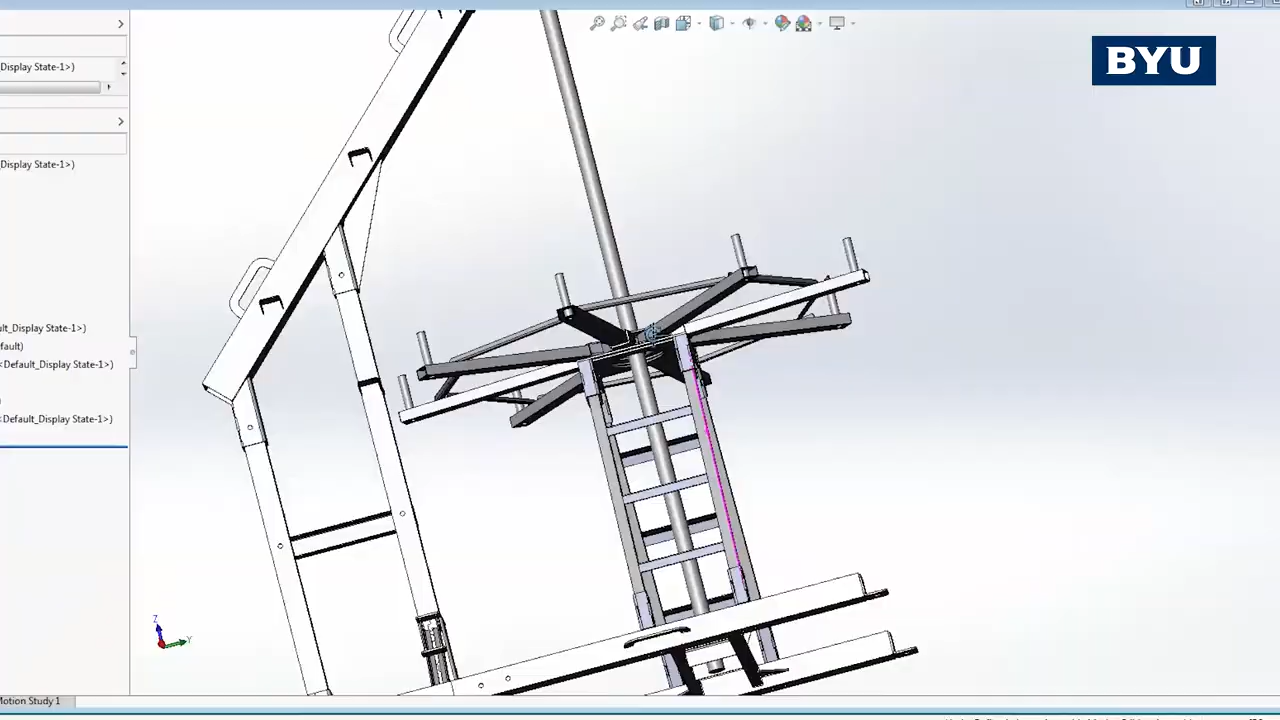 BYU
Display State-1>)
Display State-1>)
ult_Display State-1>)
efault)
<Default_Display State-1>)
)
<Default_Display State-1>)
Z
Y
Motion Study 1